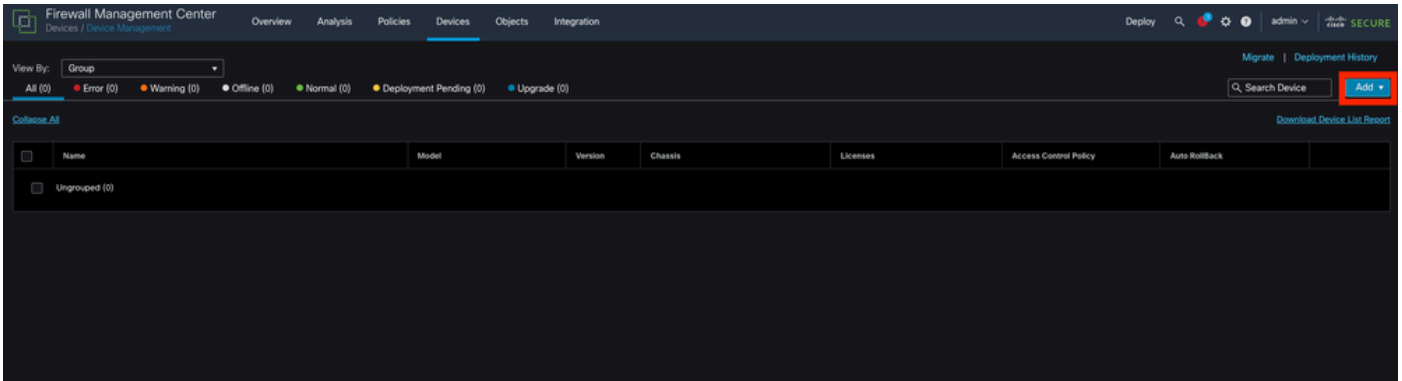 Firewall Management Center
Devices / Device Management
Overview Analysis Policies Devices Objects Integration
Deploy admin CISCO SECURE
Migrate | Deployment History
View By: Group
All (0) Error (0) Warning (0) Offline (0) Normal (0) Deployment Pending (0) Upgrade (0)
Search Device Add
Collapse All Download Device List Report
Name Model Version Chassis Licenses Access Control Policy Auto RollBack
Ungrouped (0)